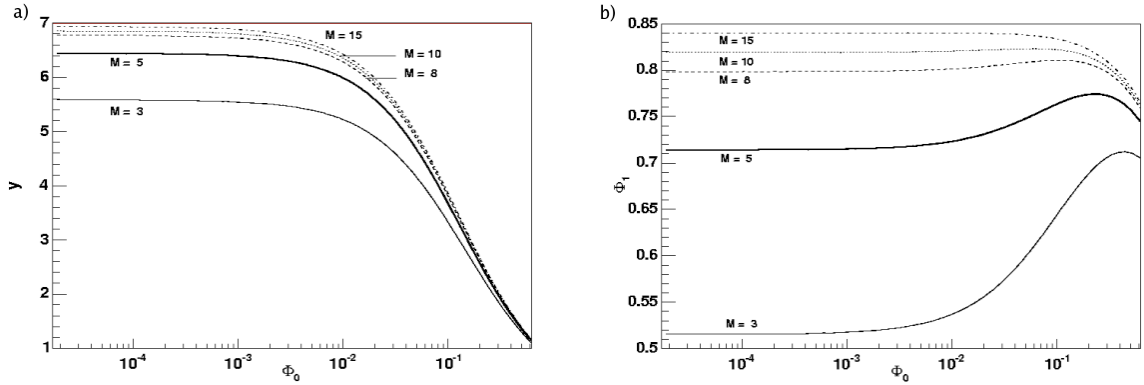 a)
7
6
5
4
3
2
1
y
M = 15
M = 10
M = 8
M = 5
M = 3
10⁻⁴
10⁻³
10⁻²
10⁻¹
Φ₀
b)
0.85
0.8
0.75
0.7
0.65
0.6
0.55
0.5
Φ₁
M = 15
M = 10
M = 8
M = 5
M = 3
10⁻⁴
10⁻³
10⁻²
10⁻¹
Φ₀